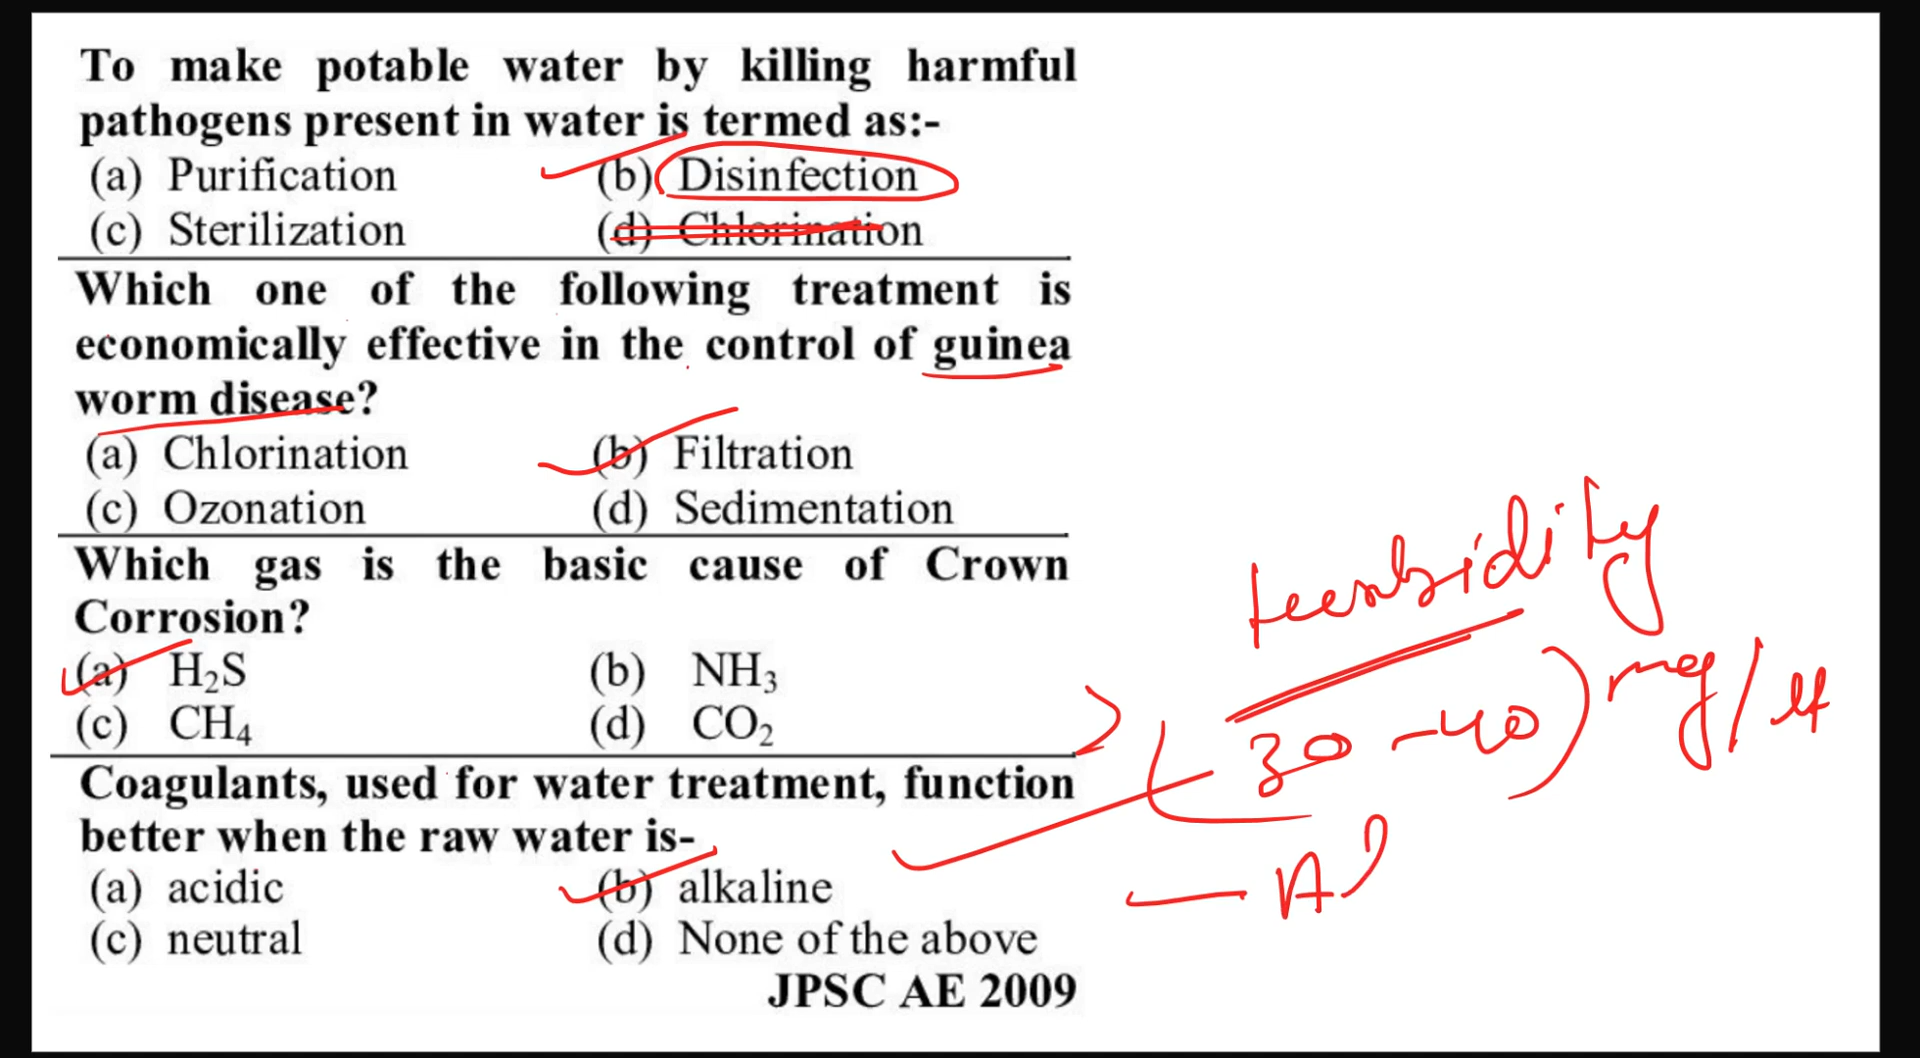 To make potable water by killing harmful
pathogens present in water is termed as:-
(a) Purification (b) Disinfection
(c) Sterilization (d) Chlorination
Which one of the following treatment is
economically effective in the control of guinea
worm disease?
(a) Chlorination (b) Filtration
(c) Ozonation (d) Sedimentation
Which gas is the basic cause of Crown
Corrosion?
(a) H₂S (b) NH₃
(c) CH₄ (d) CO₂
Coagulants, used for water treatment, function
better when the raw water is-
(a) acidic (b) alkaline
(c) neutral (d) None of the above
JPSC AE 2009
(30-40) mg/lt